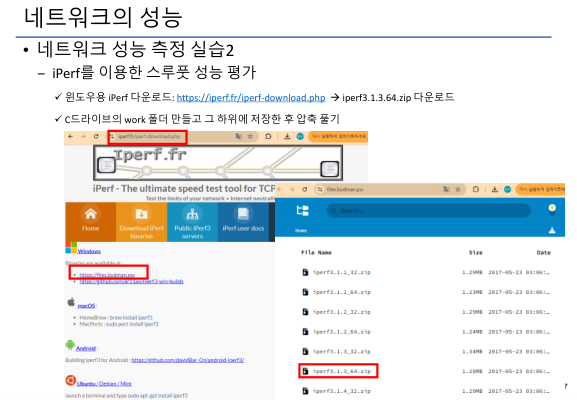 네트워크의 성능
• 네트워크 성능 측정 실습2
– iPerf를 이용한 스루풋 성능 평가
✓ 윈도우용 iPerf 다운로드: https://iperf.fr/iperf-download.php → iperf3.1.3.64.zip 다운로드
✓ C드라이브의 work 폴더 만들고 그 하위에 저장한 후 압축 풀기
iperf.fr/iperf-download.php
Iperf.fr
iPerf - The ultimate speed test tool for TCP
Test the limits of your network + Internet neutrali
Home
Download iPerf binaries
Public iPerf3 servers
iPerf user docs
Windows
Binaries are available at :
• https://files.budman.pw
• https://github.com/ar51an/iperf3-win-builds
macOS :
• HomeBrew : brew install iperf3
• MacPorts : sudo port install iperf3
Android :
Building iperf3 for Android : https://github.com/davidBar-On/android-iperf3/
Ubuntu / Debian / Mint
launch a terminal and type sudo apt-get install iperf3
files.budman.pw
Search...
Home
File Name Size Date
iperf3.1.1_32.zip 1.29MB 2017-05-23 03:06:…
iperf3.1.1_64.zip 1.23MB 2017-05-23 03:06:…
iperf3.1.2_32.zip 1.29MB 2017-05-23 03:06:…
iperf3.1.2_64.zip 1.24MB 2017-05-23 03:06:…
iperf3.1.3_32.zip 1.34MB 2017-05-23 03:06:…
iperf3.1.3_64.zip 1.28MB 2017-05-23 03:06:…
iperf3.1.4_32.zip 1.29MB 2017-05-23 03:06:…